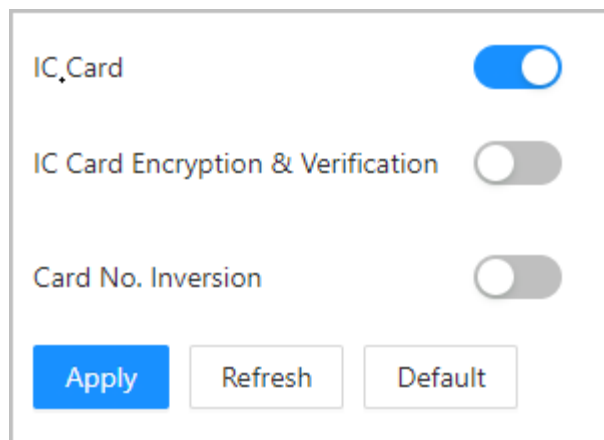 IC Card
IC Card Encryption & Verification
Card No. Inversion
Apply Refresh Default